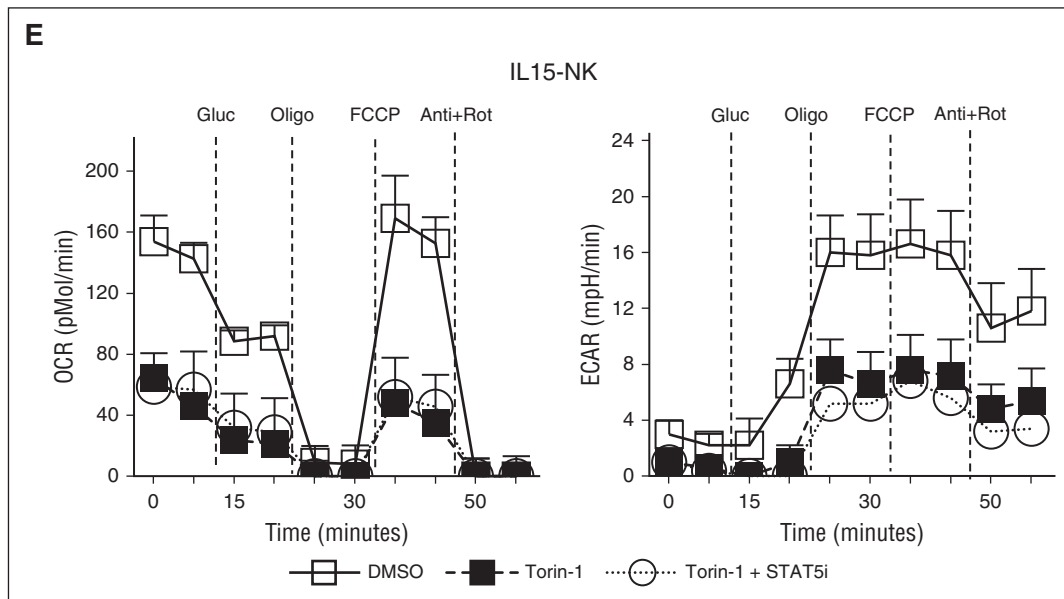 E
IL15-NK
Gluc Oligo FCCP Anti+Rot
200
160
120
80
40
0
OCR (pMol/min)
0 15 30 50
Time (minutes)
Gluc Oligo FCCP Anti+Rot
24
20
16
12
8
4
0
ECAR (mpH/min)
0 15 30 50
Time (minutes)
DMSO Torin-1 Torin-1 + STAT5i